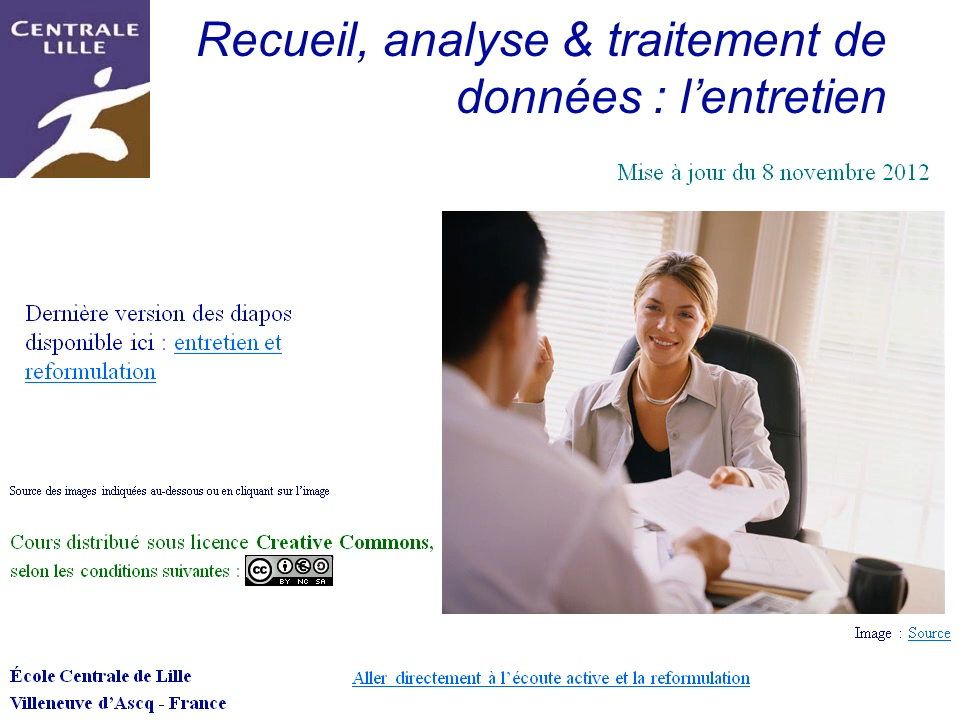 CENTRALE
LILLE
Recueil, analyse & traitement de
données : l’entretien
Mise à jour du 8 novembre 2012
Dernière version des diapos
disponible ici : entretien et
reformulation
Source des images indiquées au-dessous ou en cliquant sur l’image
Cours distribué sous licence Creative Commons,
selon les conditions suivantes :
cc
BY NC SA
Image : Source
École Centrale de Lille
Villeneuve d’Ascq - France
Aller directement à l’écoute active et la reformulation